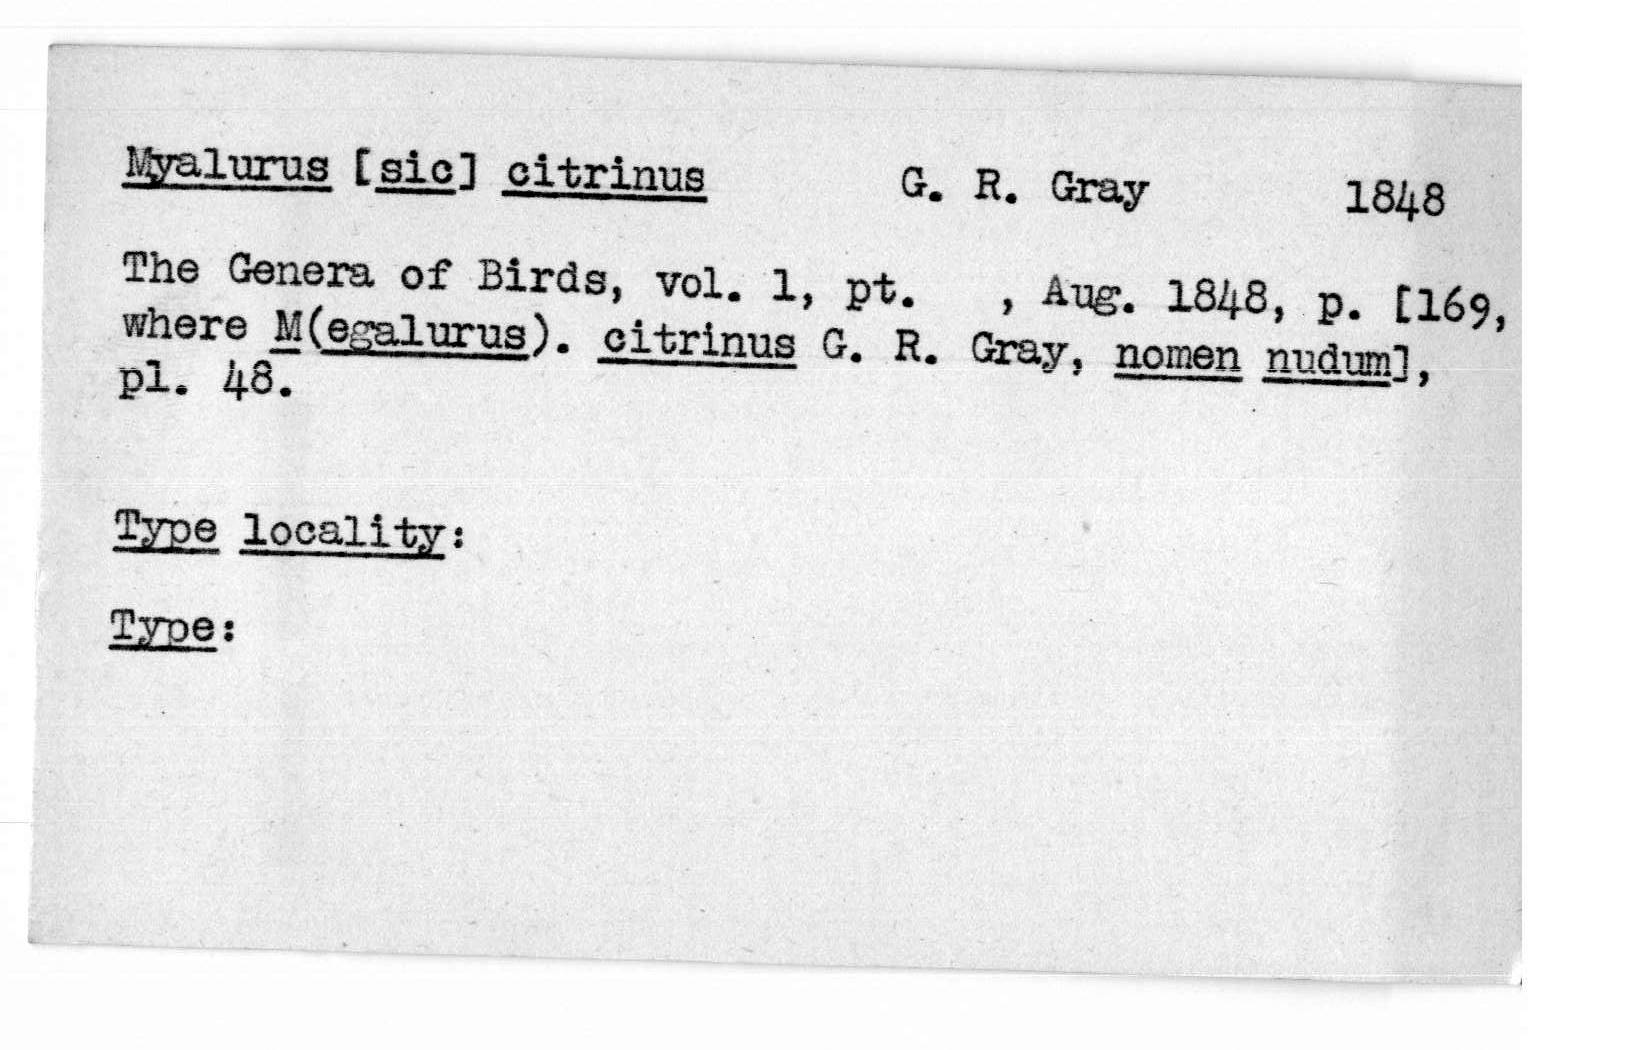 Myalurus [sic] citrinus G. R. Gray 1848
The Genera of Birds, vol. 1, pt. , Aug. 1848, p. [169,
where M(egalurus). citrinus G. R. Gray, nomen nudum],
pl. 48.
Type locality:
Type: